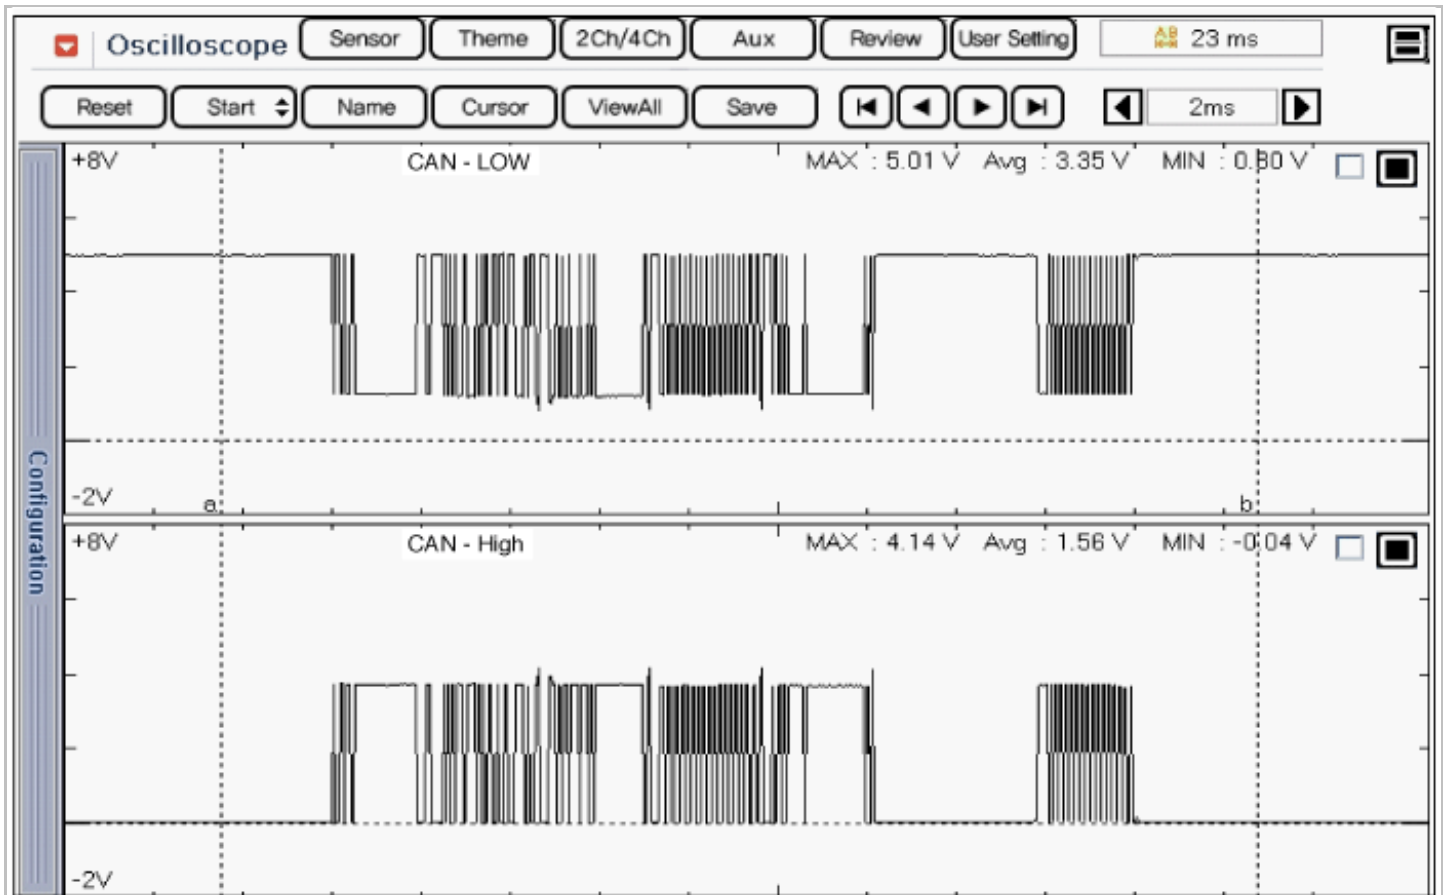 Oscilloscope Sensor Theme 2Ch/4Ch Aux Review User Setting AB 23 ms
Reset Start Name Cursor ViewAll Save 2ms
+8V CAN - LOW MAX : 5.01 V Avg : 3.35 V MIN : 0.80 V
Configuration
-2V a b
+8V CAN - High MAX : 4.14 V Avg : 1.56 V MIN : -0.04 V
-2V